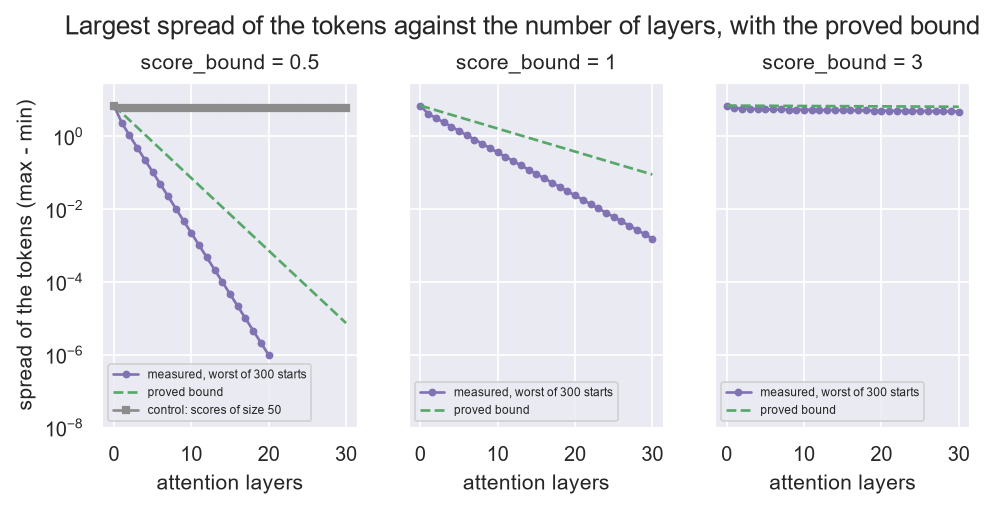 Largest spread of the tokens against the number of layers, with the proved bound
score_bound = 0.5
score_bound = 1
score_bound = 3
spread of the tokens (max - min)
10⁰
10⁻²
10⁻⁴
10⁻⁶
10⁻⁸
measured, worst of 300 starts
proved bound
control: scores of size 50
measured, worst of 300 starts
proved bound
measured, worst of 300 starts
proved bound
0 10 20 30
0 10 20 30
0 10 20 30
attention layers
attention layers
attention layers